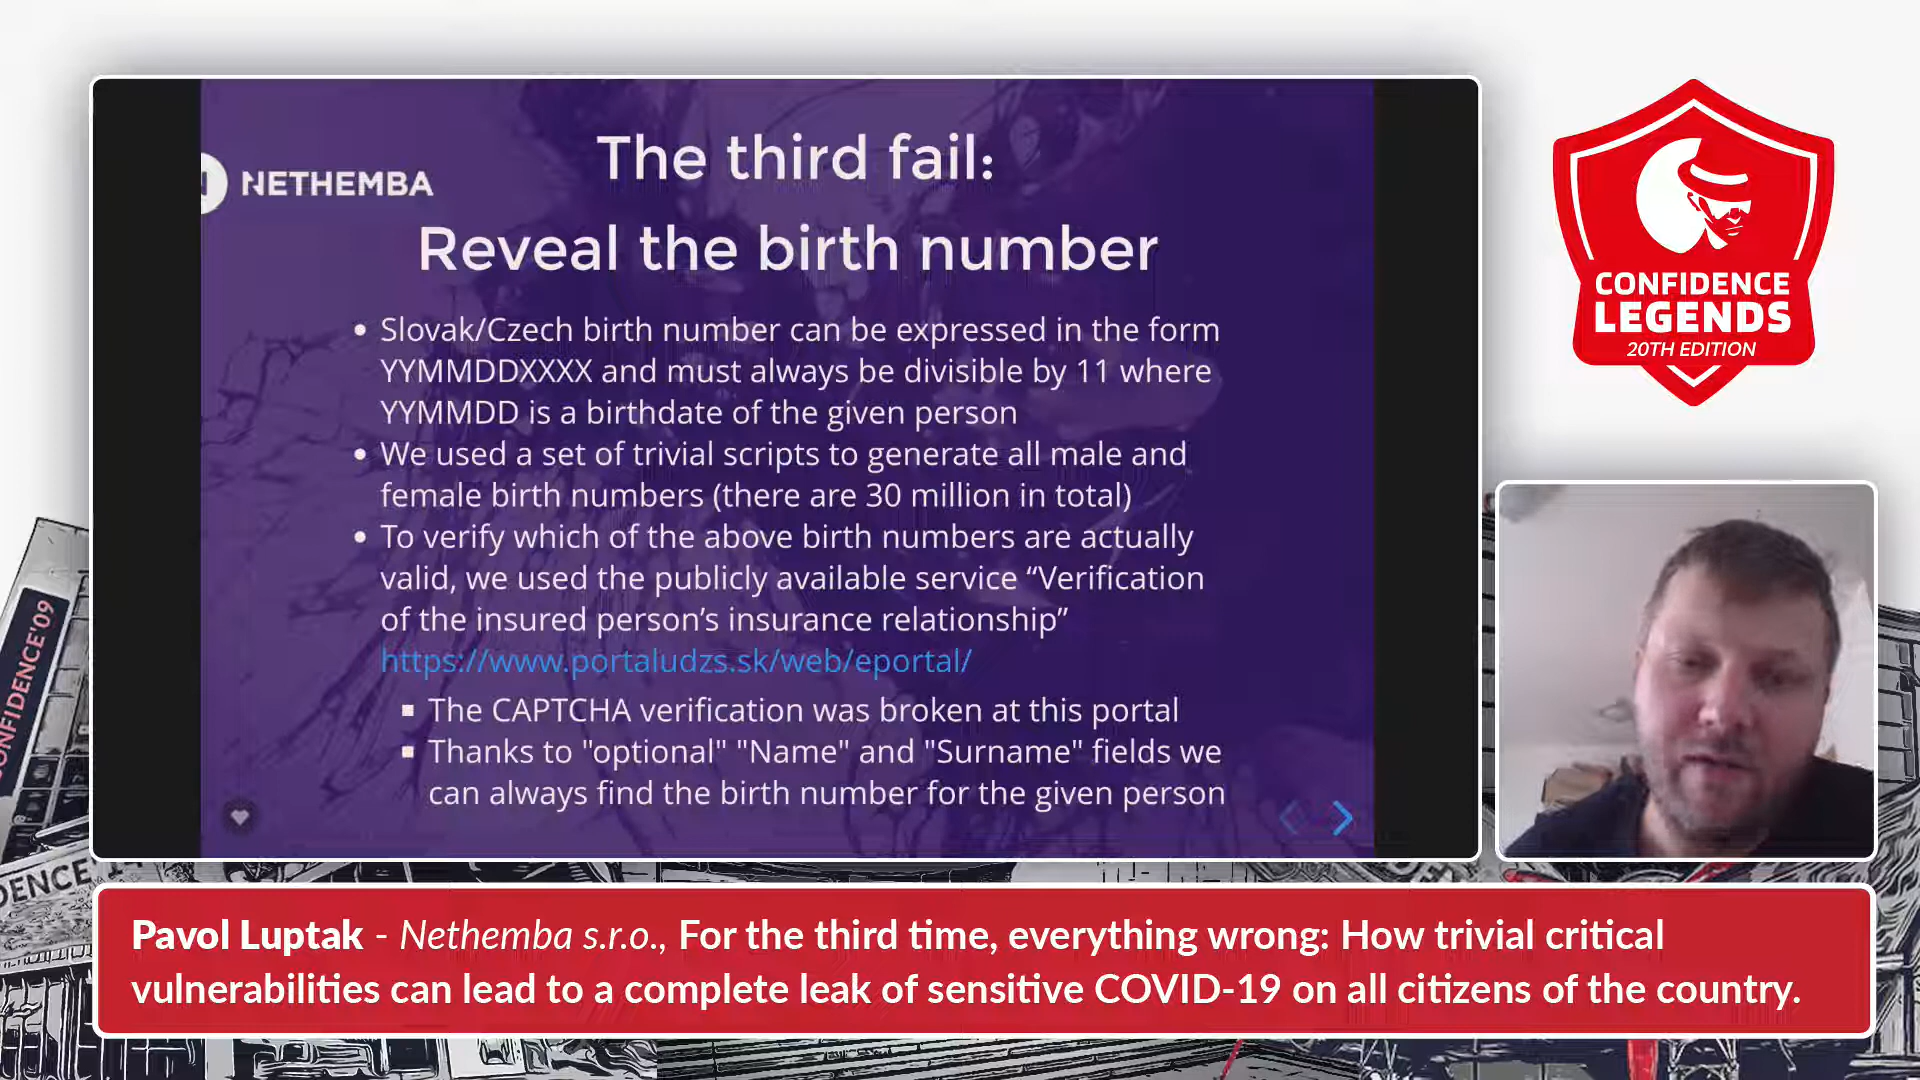 The third fail:
NETHEMBA
Reveal the birth number
Slovak/Czech birth number can be expressed in the form
YYMMDDXXXX and must always be divisible by 11 where
YYMMDD is a birthdate of the given person
We used a set of trivial scripts to generate all male and
female birth numbers (there are 30 million in total)
To verify which of the above birth numbers are actually
valid, we used the publicly available service “Verification
of the insured person’s insurance relationship”
https://www.portaludzs.sk/web/eportal/
The CAPTCHA verification was broken at this portal
Thanks to "optional" "Name" and "Surname" fields we
can always find the birth number for the given person
CONFIDENCE
LEGENDS
20TH EDITION
CONFIDENCE'09
Pavol Luptak - Nethemba s.r.o., For the third time, everything wrong: How trivial critical
vulnerabilities can lead to a complete leak of sensitive COVID-19 on all citizens of the country.